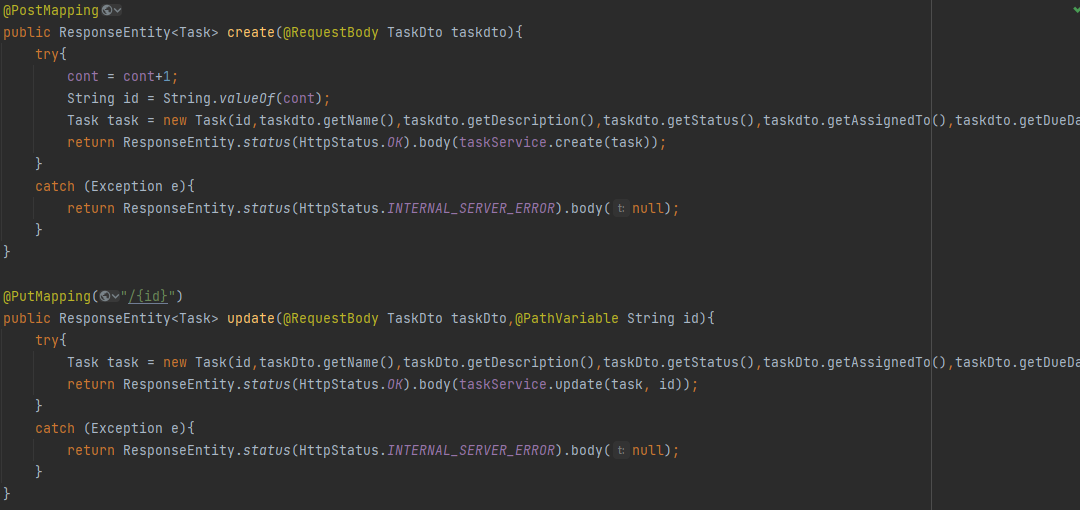 @PostMapping
public ResponseEntity<Task> create(@RequestBody TaskDto taskdto){
try{
cont = cont+1;
String id = String.valueOf(cont);
Task task = new Task(id,taskdto.getName(),taskdto.getDescription(),taskdto.getStatus(),taskdto.getAssignedTo(),taskdto.getDueDa
return ResponseEntity.status(HttpStatus.OK).body(taskService.create(task));
}
catch (Exception e){
return ResponseEntity.status(HttpStatus.INTERNAL_SERVER_ERROR).body( t: null);
}
}
@PutMapping("/{id}")
public ResponseEntity<Task> update(@RequestBody TaskDto taskDto,@PathVariable String id){
try{
Task task = new Task(id,taskDto.getName(),taskDto.getDescription(),taskDto.getStatus(),taskDto.getAssignedTo(),taskDto.getDueDa
return ResponseEntity.status(HttpStatus.OK).body(taskService.update(task, id));
}
catch (Exception e){
return ResponseEntity.status(HttpStatus.INTERNAL_SERVER_ERROR).body( t: null);
}
}